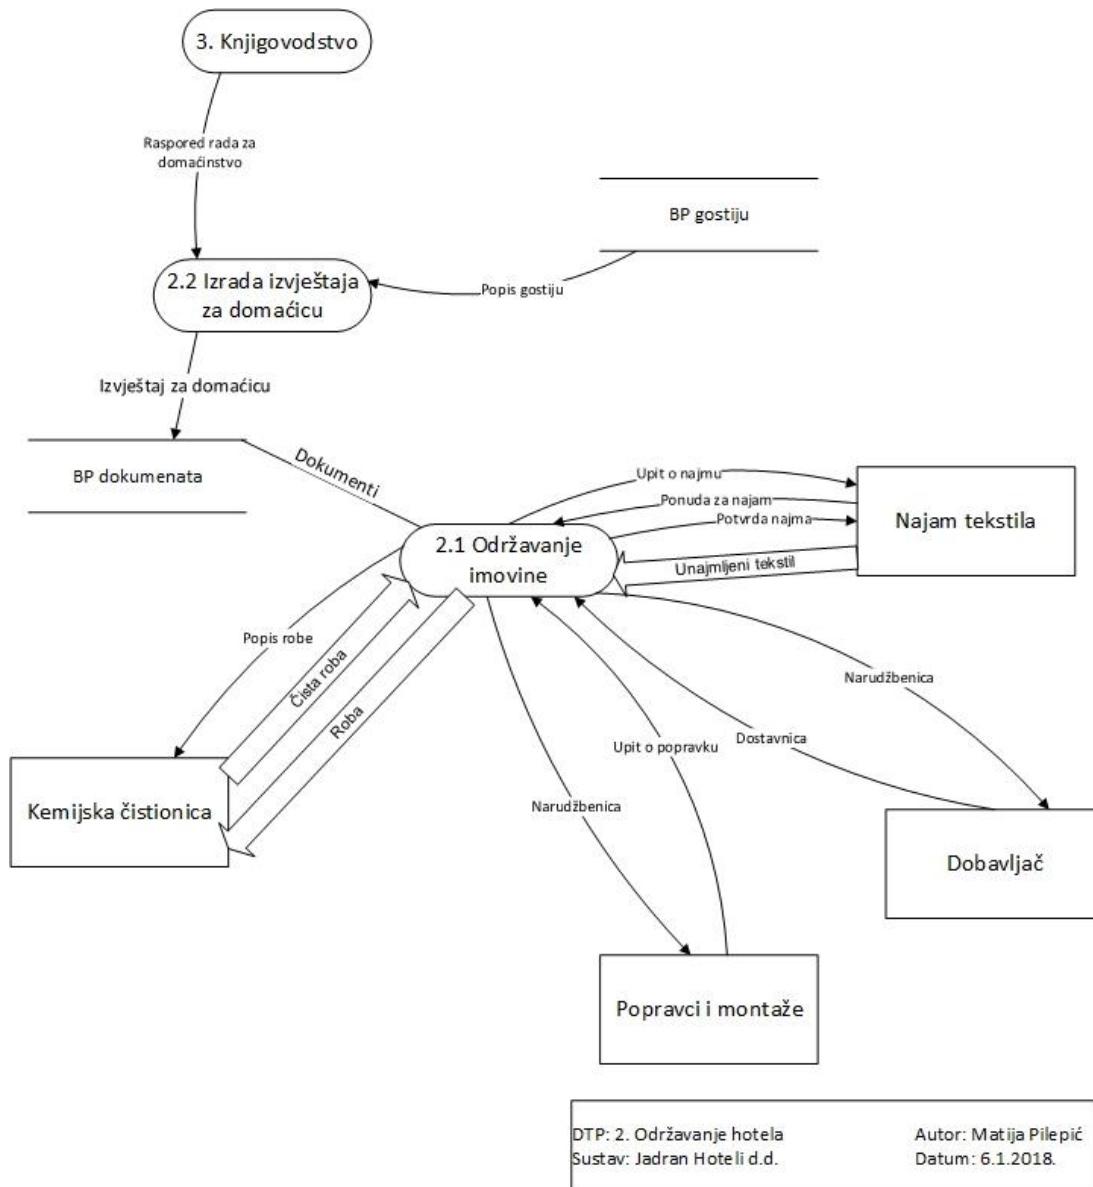 3. Knjigovodstvo
Raspored rada za
domaćinstvo
BP gostiju
2.2 Izrada izvještaja
za domaćicu
Popis gostiju
Izvještaj za domaćicu
BP dokumenata
Dokumenti
Upit o najmu
Ponuda za najam
Potvrda najma
Najam tekstila
2.1 Održavanje
imovine
Unajmljeni tekstil
Popis robe
Čista roba
Roba
Narudžbenica
Upit o popravku
Dostavnica
Narudžbenica
Kemijska čistionica
Dobavljač
Popravci i montaže
DTP: 2. Održavanje hotela
Sustav: Jadran Hoteli d.d.
Autor: Matija Pilepić
Datum: 6.1.2018.